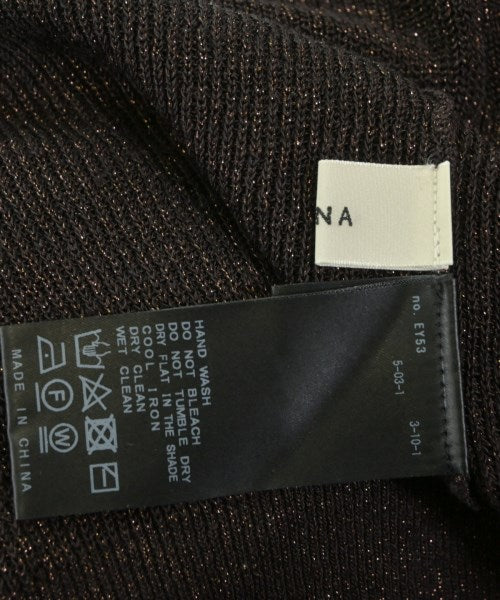 NA
no. EY53
5-03-1
3-10-1
HAND WASH
DO NOT BLEACH
DO NOT TUMBLE DRY
DRY FLAT IN THE SHADE
COOL IRON
DRY CLEAN
WET CLEAN
F
W
MADE IN CHINA